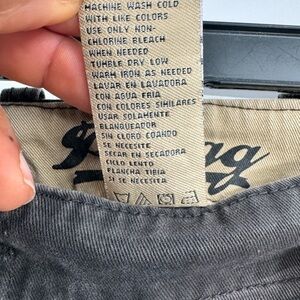 MACHINE WASH COLD
WITH LIKE COLORS
USE ONLY NON-
CHLORINE BLEACH
WHEN NEEDED
TUMBLE DRY LOW
WARM IRON AS NEEDED
LAVAR EN LAVADORA
CON AGUA FRIA
CON COLORES SIMILARES
USAR SOLAMENTE
BLANQUEADOR
SIN CLORO CUANDO
SE NECESITE
SECAR EN SECADORA
CICLO LENTO
PLANCHA TIBIA
SI SE NECESITE